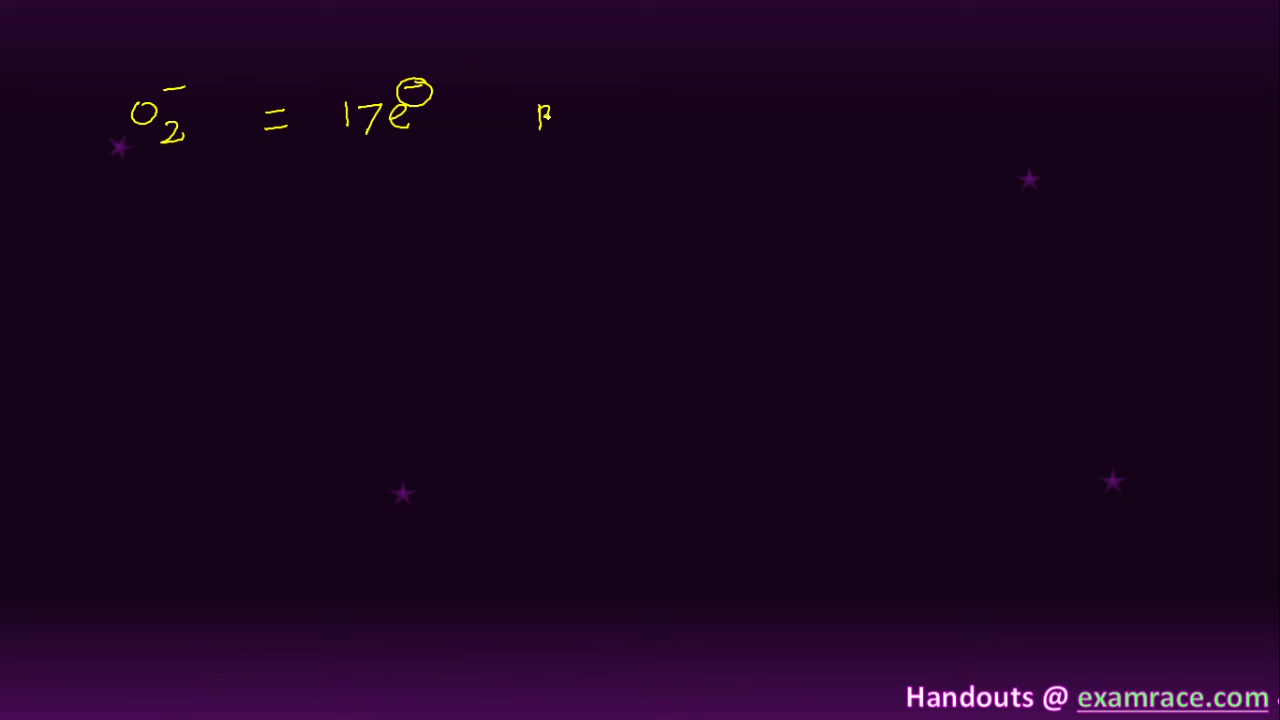 O₂⁻ = 17e⊖
Handouts @ examrace.com